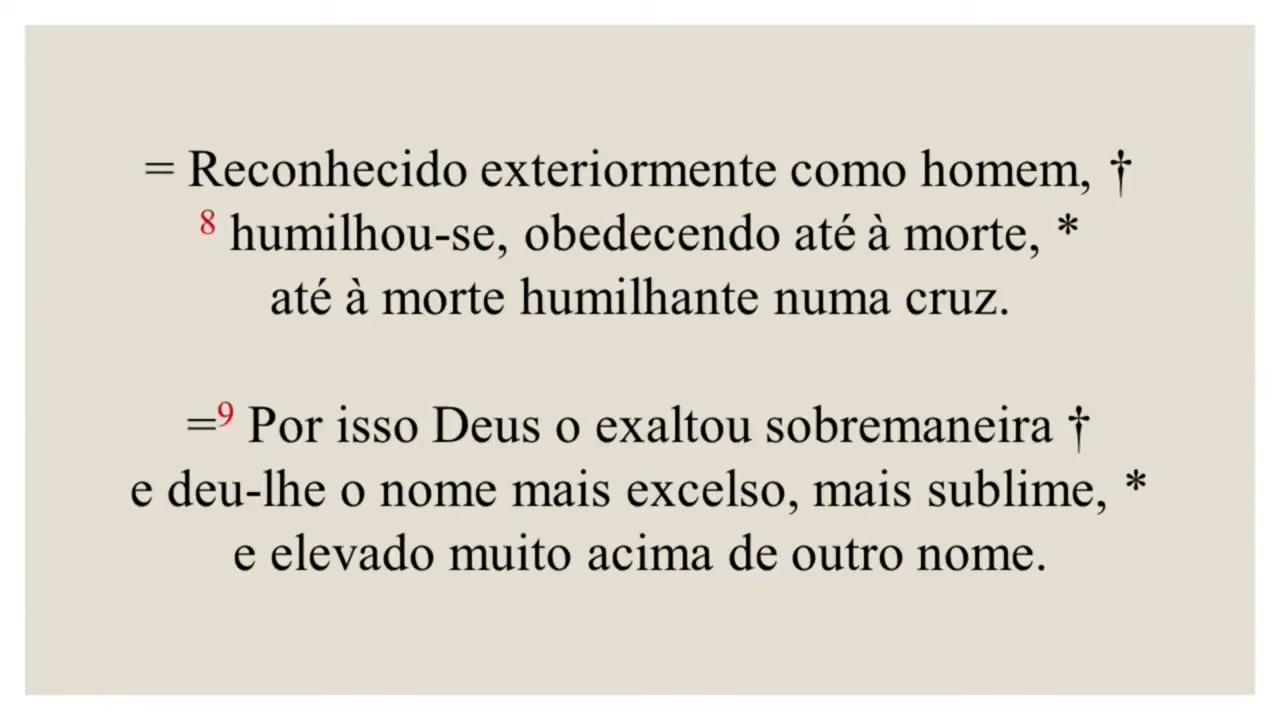 = Reconhecido exteriormente como homem, †
8 humilhou-se, obedecendo até à morte, *
até à morte humilhante numa cruz.
=9 Por isso Deus o exaltou sobremaneira †
e deu-lhe o nome mais excelso, mais sublime, *
e elevado muito acima de outro nome.